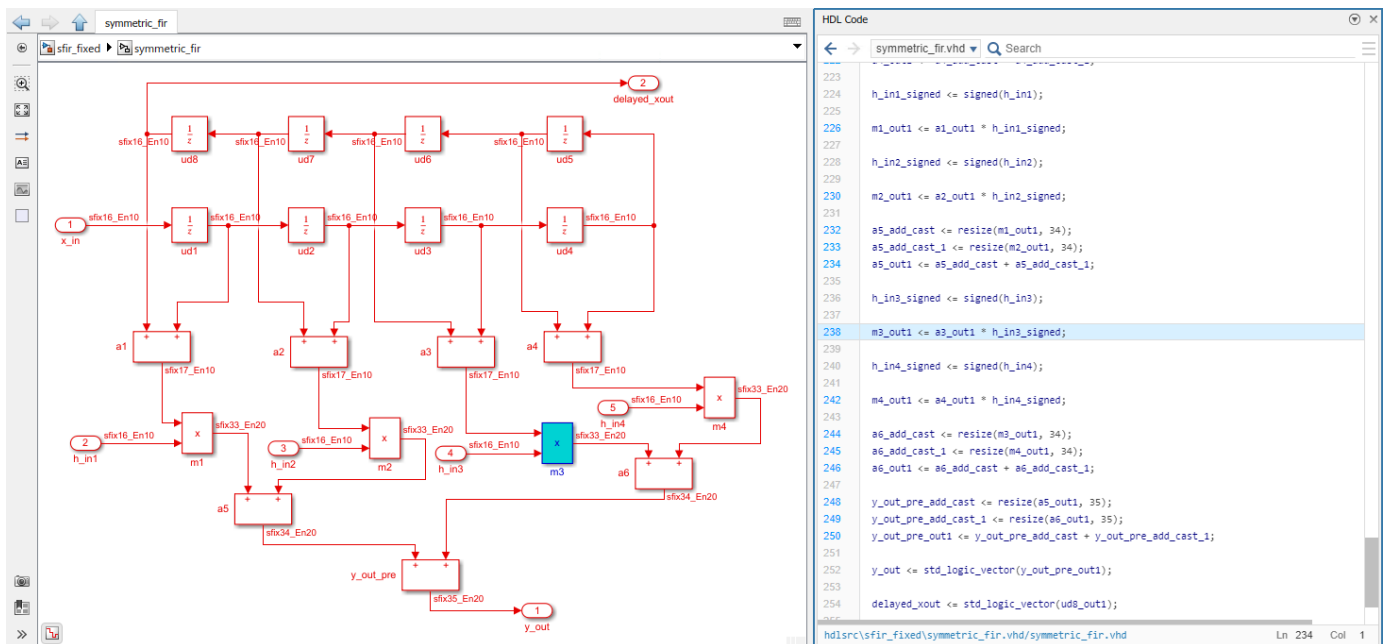 symmetric_fir
sfir_fixed symmetric_fir
2
delayed_xout
1
z
1
z
1
z
1
z
sfix16_En10 sfix16_En10 sfix16_En10 sfix16_En10
ud8 ud7 ud6 ud5
sfix16_En10 sfix16_En10 sfix16_En10 sfix16_En10 sfix16_En10
1
1
z
1
z
1
z
1
z
x_in
ud1 ud2 ud3 ud4
+ + + + + + + +
a1 a2 a3 a4
sfix17_En10 sfix17_En10 sfix17_En10 sfix17_En10
sfix33_En20
sfix16_En10
5 x
h_in4 m4
sfix33_En20 sfix33_En20 sfix33_En20
sfix16_En10 sfix16_En10 sfix16_En10
2 x 3 x 4 x
h_in1 m1 h_in2 m2 h_in3 m3
+ +
a6
sfix34_En20
+ +
a5
sfix34_En20
+ +
y_out_pre
sfix35_En20
1
y_out
HDL Code
symmetric_fir.vhd Search
223
224 h_in1_signed <= signed(h_in1);
225
226 m1_out1 <= a1_out1 * h_in1_signed;
227
228 h_in2_signed <= signed(h_in2);
229
230 m2_out1 <= a2_out1 * h_in2_signed;
231
232 a5_add_cast <= resize(m1_out1, 34);
233 a5_add_cast_1 <= resize(m2_out1, 34);
234 a5_out1 <= a5_add_cast + a5_add_cast_1;
235
236 h_in3_signed <= signed(h_in3);
237
238 m3_out1 <= a3_out1 * h_in3_signed;
239
240 h_in4_signed <= signed(h_in4);
241
242 m4_out1 <= a4_out1 * h_in4_signed;
243
244 a6_add_cast <= resize(m3_out1, 34);
245 a6_add_cast_1 <= resize(m4_out1, 34);
246 a6_out1 <= a6_add_cast + a6_add_cast_1;
247
248 y_out_pre_add_cast <= resize(a5_out1, 35);
249 y_out_pre_add_cast_1 <= resize(a6_out1, 35);
250 y_out_pre_out1 <= y_out_pre_add_cast + y_out_pre_add_cast_1;
251
252 y_out <= std_logic_vector(y_out_pre_out1);
253
254 delayed_xout <= std_logic_vector(ud8_out1);
hdlsrc\sfir_fixed\symmetric_fir.vhd/symmetric_fir.vhd Ln 234 Col 1